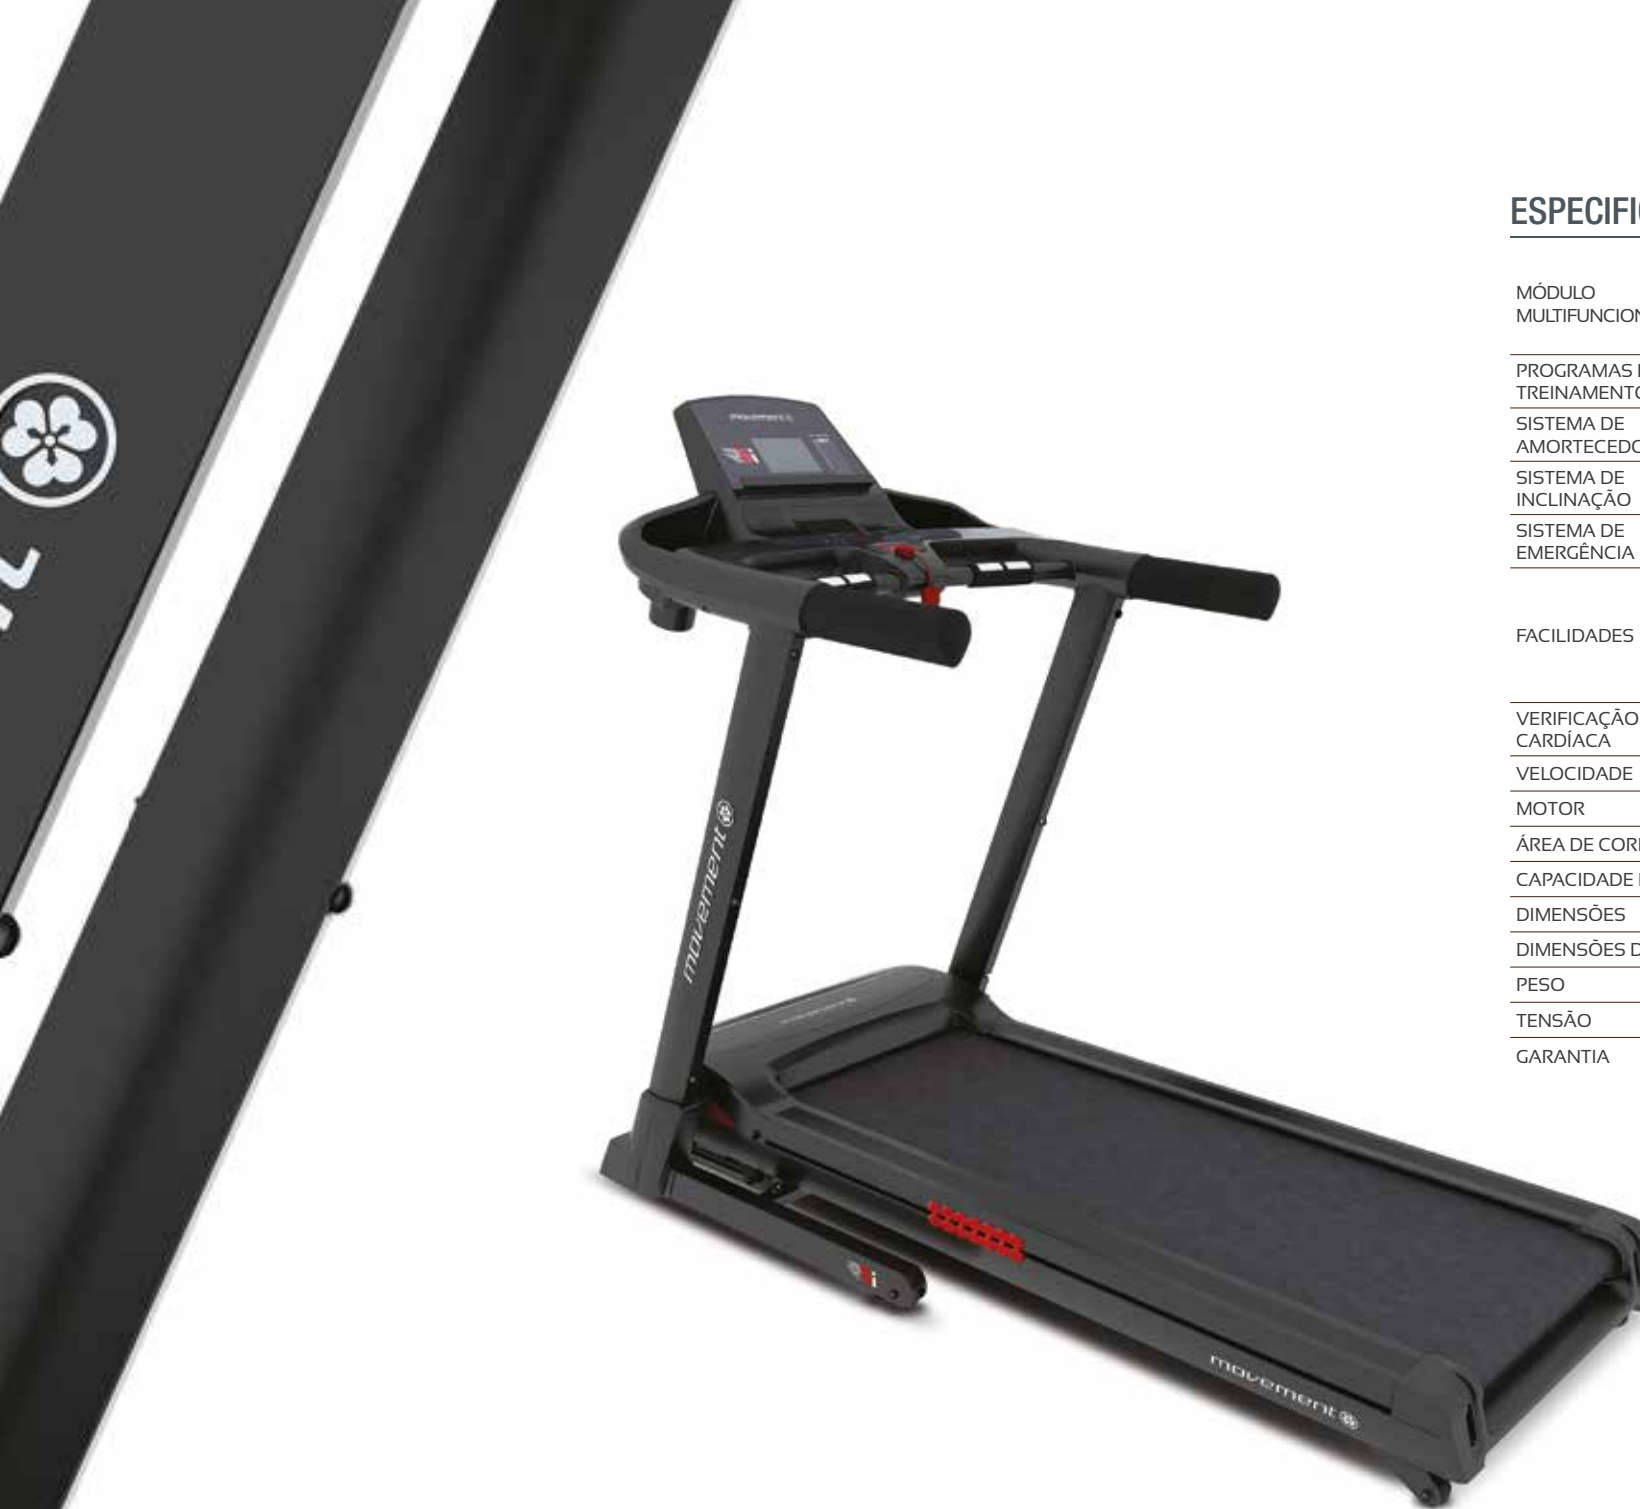 ESPECIFI
MÓDULO
MULTIFUNCION
PROGRAMAS
TREINAMENTO
SISTEMA DE
AMORTECEDO
SISTEMA DE
INCLINAÇÃO
SISTEMA DE
EMERGÊNCIA
FACILIDADES
VERIFICAÇÃO
CARDÍACA
VELOCIDADE
MOTOR
ÁREA DE COR
CAPACIDADE
DIMENSÕES
DIMENSÕES D
PESO
TENSÃO
GARANTIA
movement
movement
movement